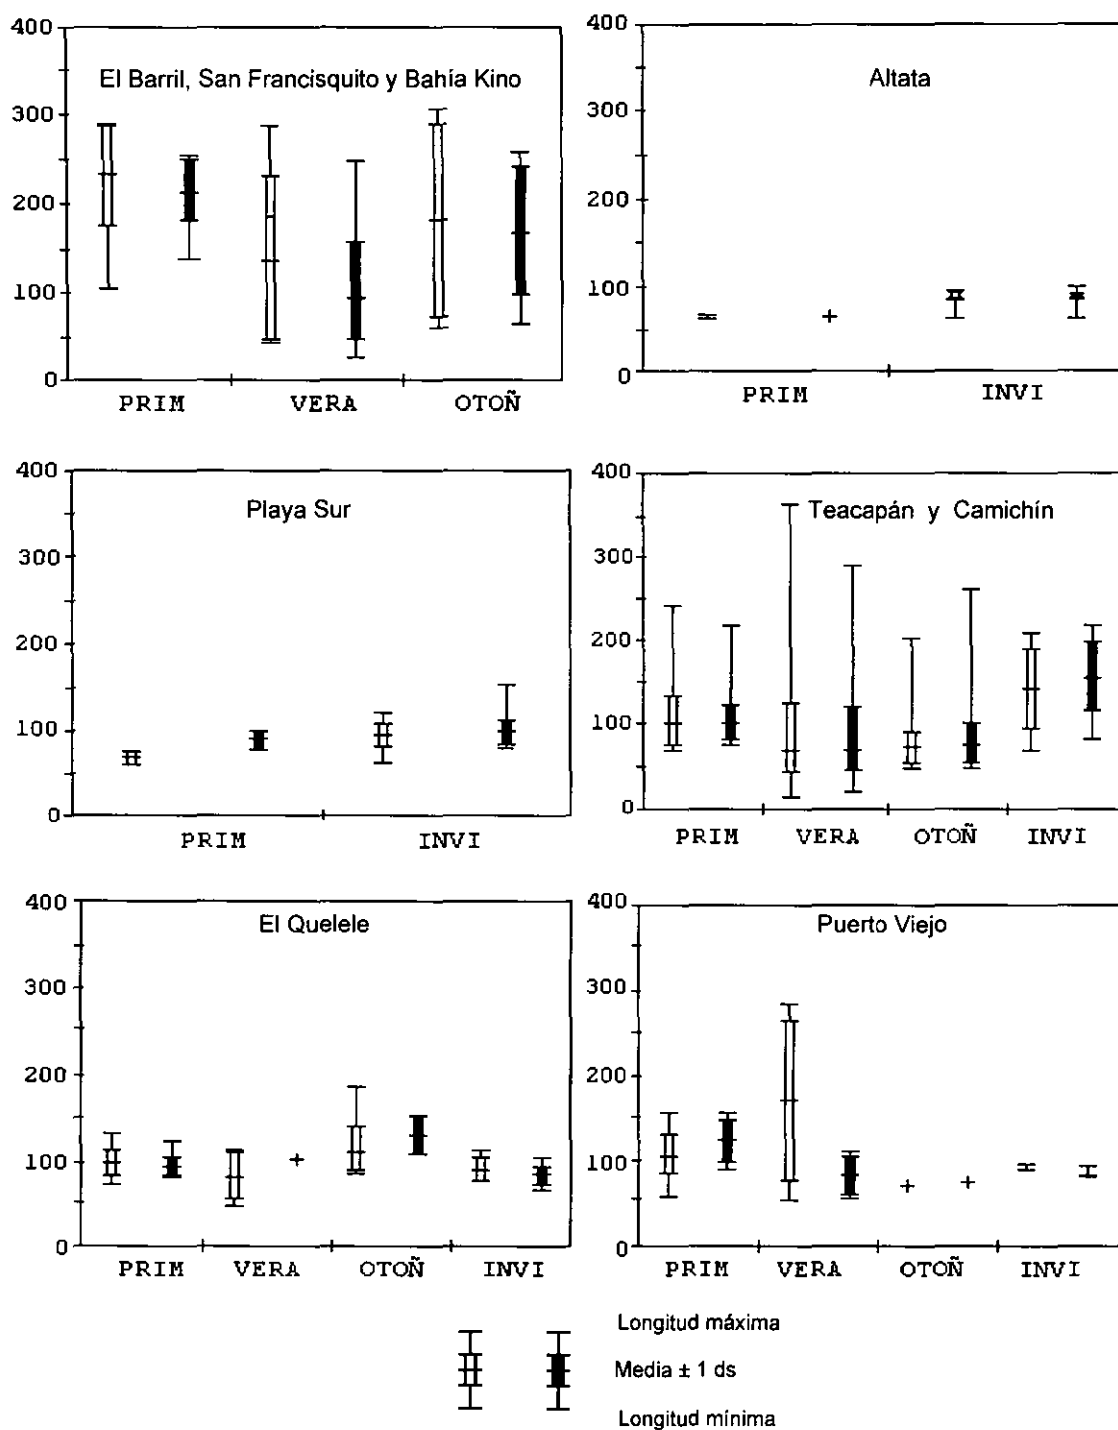 El Barril, San Francisquito y Bahía Kino
400
300
200
100
0
PRIM VERA OTOÑ
Altata
400
300
200
100
0
PRIM INVI
Playa Sur
400
300
200
100
0
PRIM INVI
Teacapán y Camichín
400
300
200
100
0
PRIM VERA OTOÑ INVI
El Quelele
400
300
200
100
0
PRIM VERA OTOÑ INVI
Puerto Viejo
400
300
200
100
0
PRIM VERA OTOÑ INVI
Longitud máxima
Media ± 1 ds
Longitud mínima